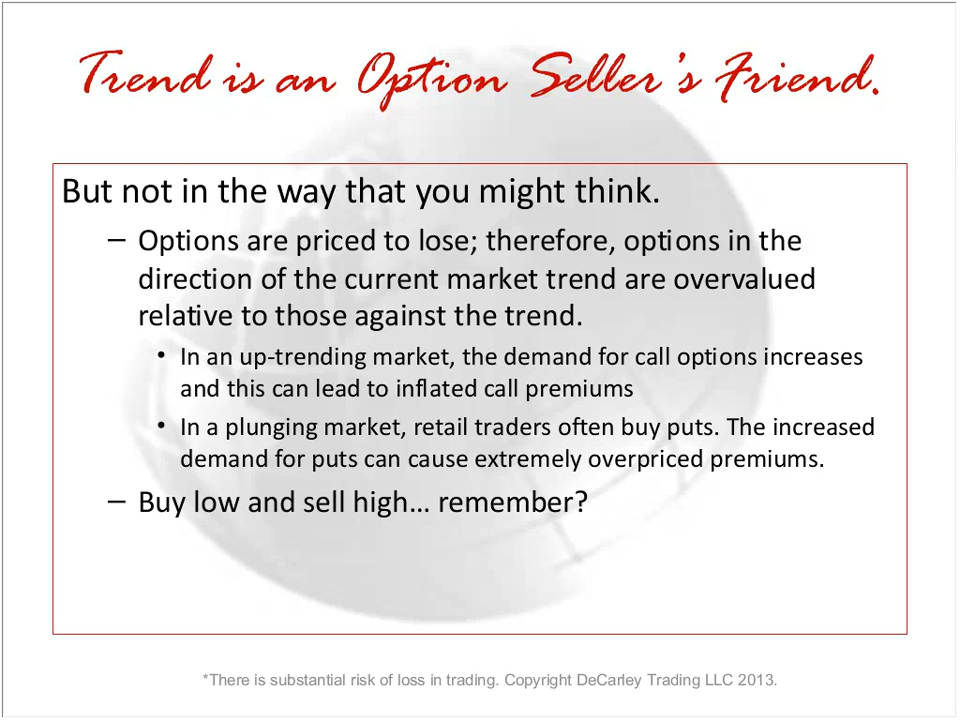 Trend is an Option Seller's Friend.
But not in the way that you might think.
– Options are priced to lose; therefore, options in the
direction of the current market trend are overvalued
relative to those against the trend.
• In an up-trending market, the demand for call options increases
and this can lead to inflated call premiums
• In a plunging market, retail traders often buy puts. The increased
demand for puts can cause extremely overpriced premiums.
– Buy low and sell high… remember?
*There is substantial risk of loss in trading. Copyright DeCarley Trading LLC 2013.